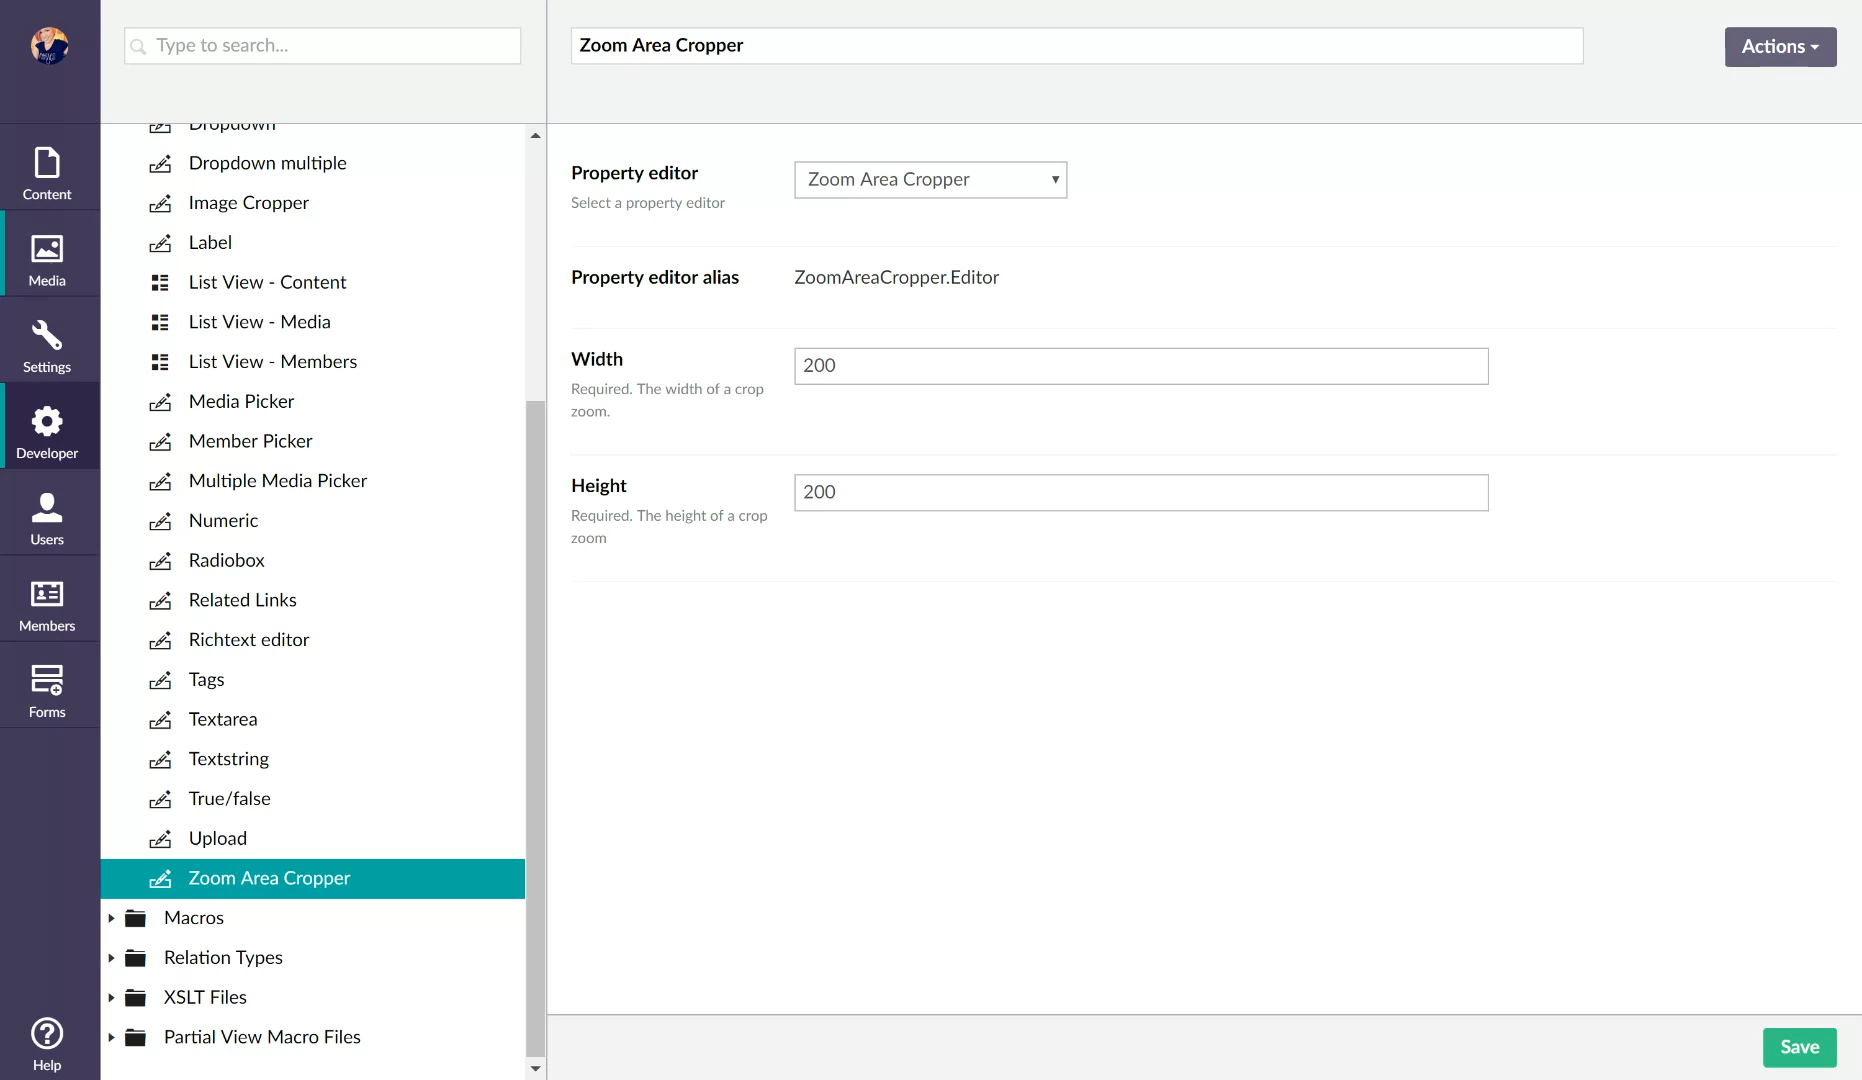 Type to search...
Zoom Area Cropper
Actions
Content
Media
Settings
Developer
Users
Members
Forms
Help
Dropdown
Dropdown multiple
Image Cropper
Label
List View - Content
List View - Media
List View - Members
Media Picker
Member Picker
Multiple Media Picker
Numeric
Radiobox
Related Links
Richtext editor
Tags
Textarea
Textstring
True/false
Upload
Zoom Area Cropper
Macros
Relation Types
XSLT Files
Partial View Macro Files
Property editor
Select a property editor
Zoom Area Cropper
Property editor alias
ZoomAreaCropper.Editor
Width
Required. The width of a crop
zoom.
200
Height
Required. The height of a crop
zoom
200
Save